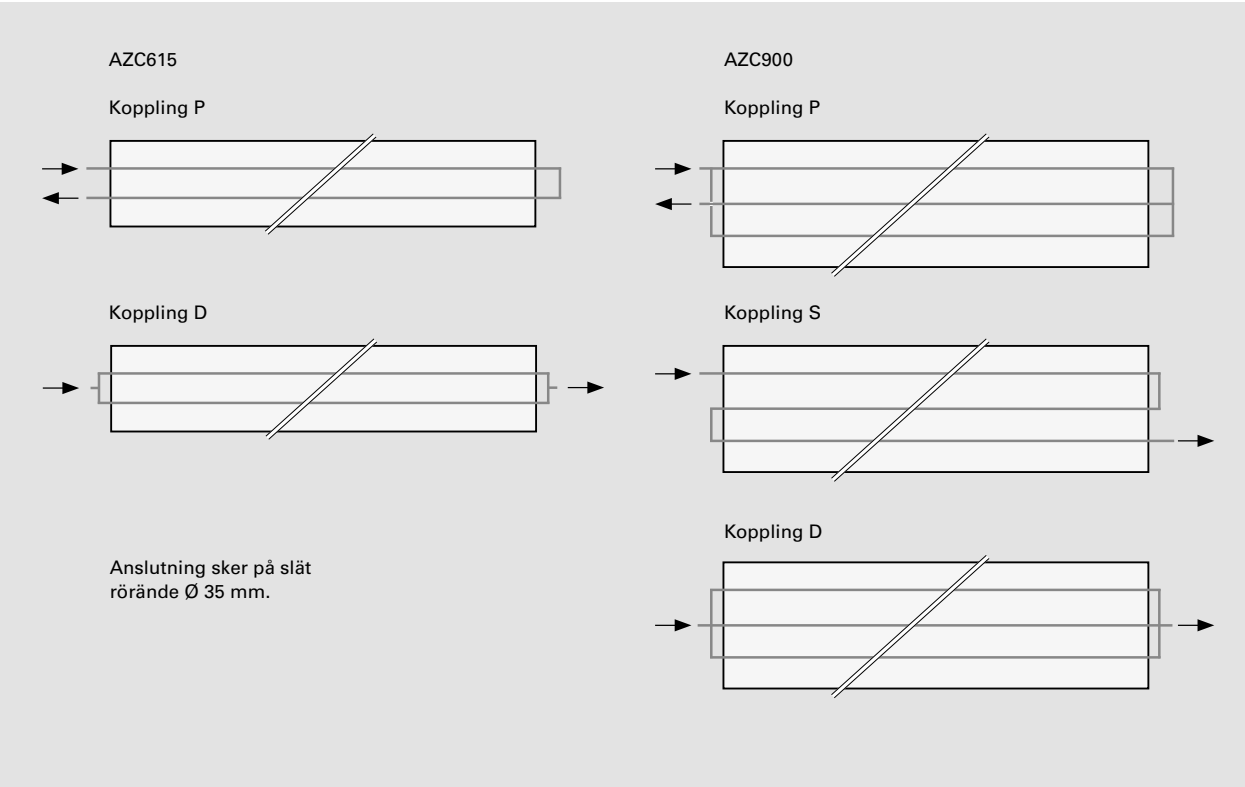 AZC615
Koppling P
Koppling D
Anslutning sker på slät
rörände Ø 35 mm.
AZC900
Koppling P
Koppling S
Koppling D